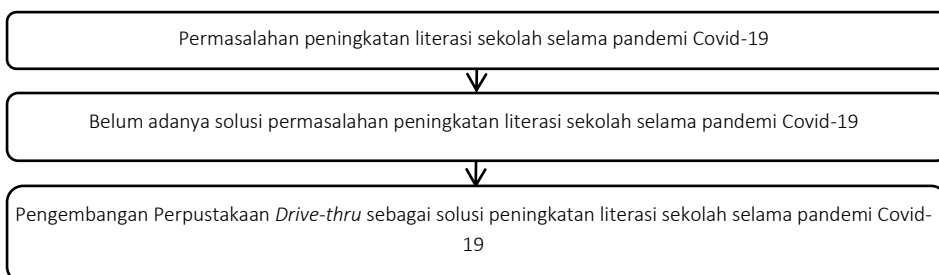 Permasalahan peningkatan literasi sekolah selama pandemi Covid-19
Belum adanya solusi permasalahan peningkatan literasi sekolah selama pandemi Covid-19
Pengembangan Perpustakaan Drive-thru sebagai solusi peningkatan literasi sekolah selama pandemi Covid-
19